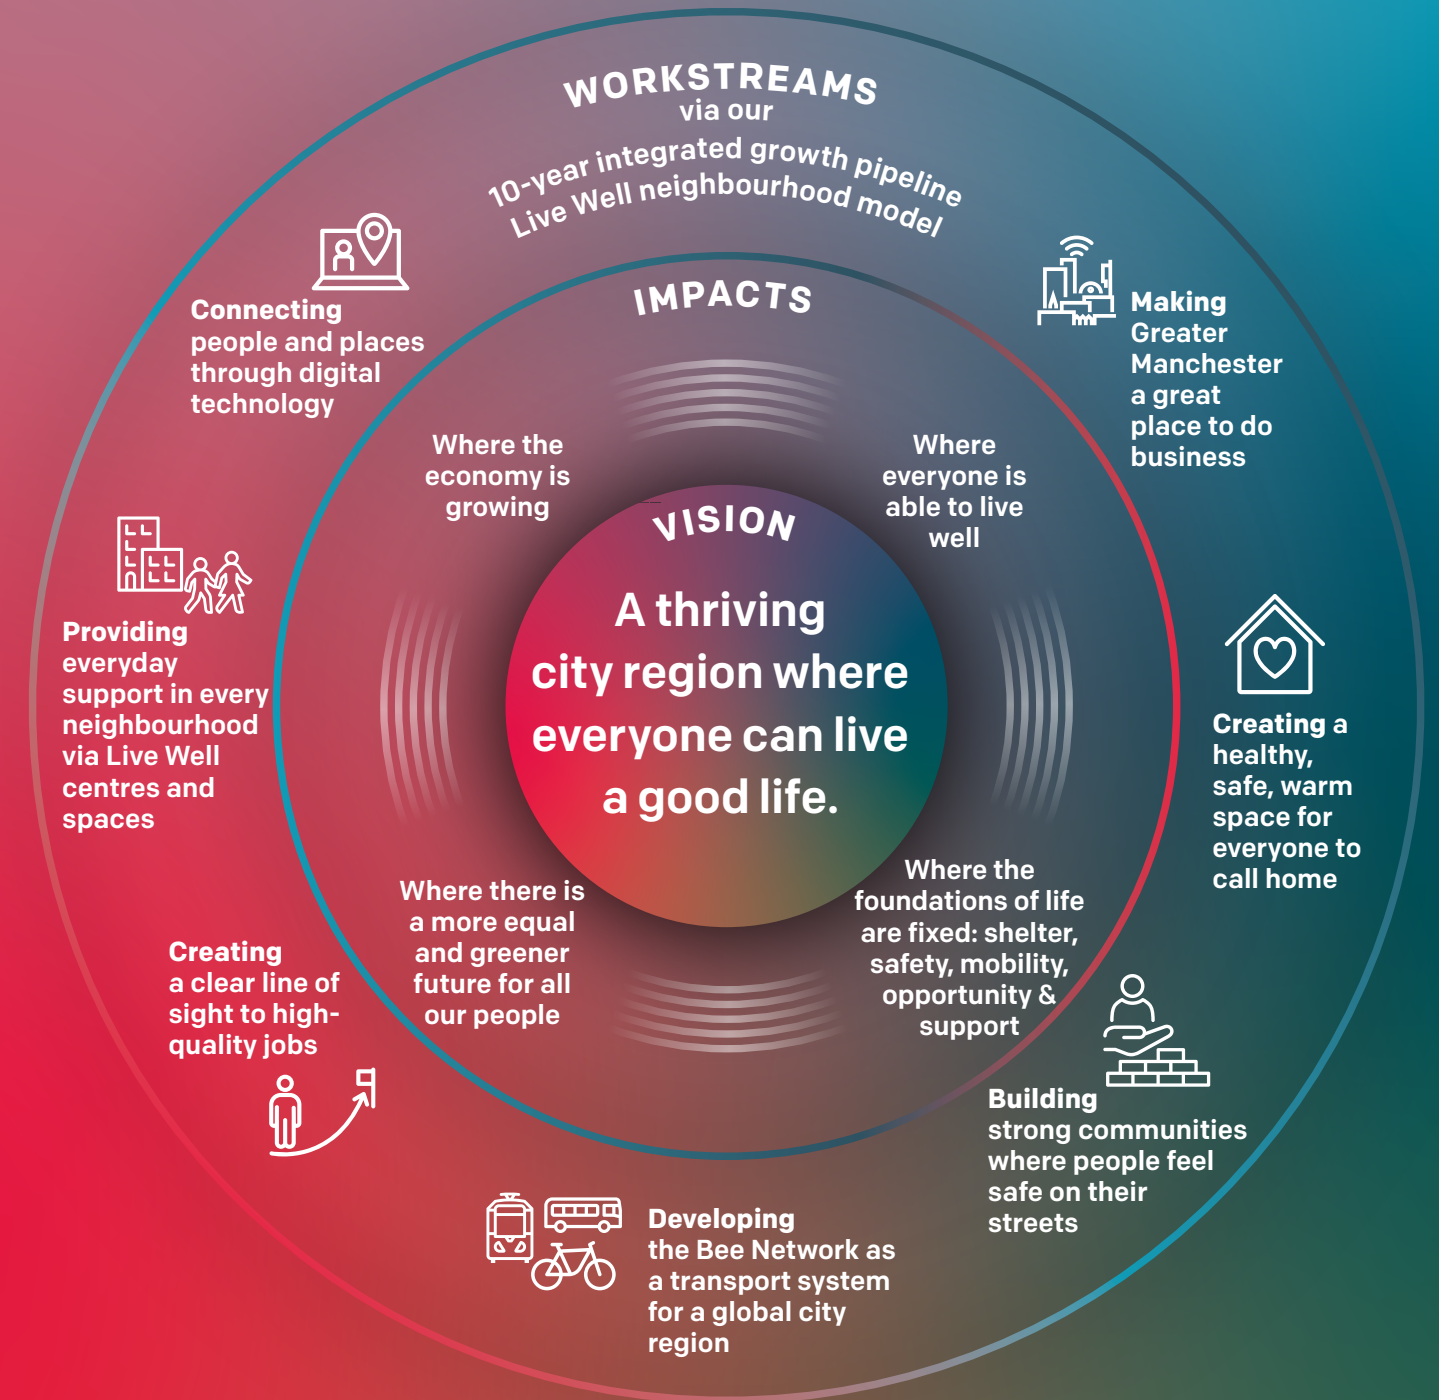 WORKSTREAMS
via our
10-year integrated growth pipeline
Live Well neighbourhood model
Connecting
people and places
through digital
technology
Making
Greater
Manchester
a great
place to do
business
IMPACTS
Where the
economy is
growing
Where
everyone is
able to live
well
VISION
A thriving
city region where
everyone can live
a good life.
Providing
everyday
support in every
neighbourhood
via Live Well
centres and
spaces
Creating a
healthy,
safe, warm
space for
everyone to
call home
Where there is
a more equal
and greener
future for all
our people
Where the
foundations of life
are fixed: shelter,
safety, mobility,
opportunity &
support
Creating
a clear line of
sight to high-
quality jobs
Building
strong communities
where people feel
safe on their
streets
Developing
the Bee Network as
a transport system
for a global city
region